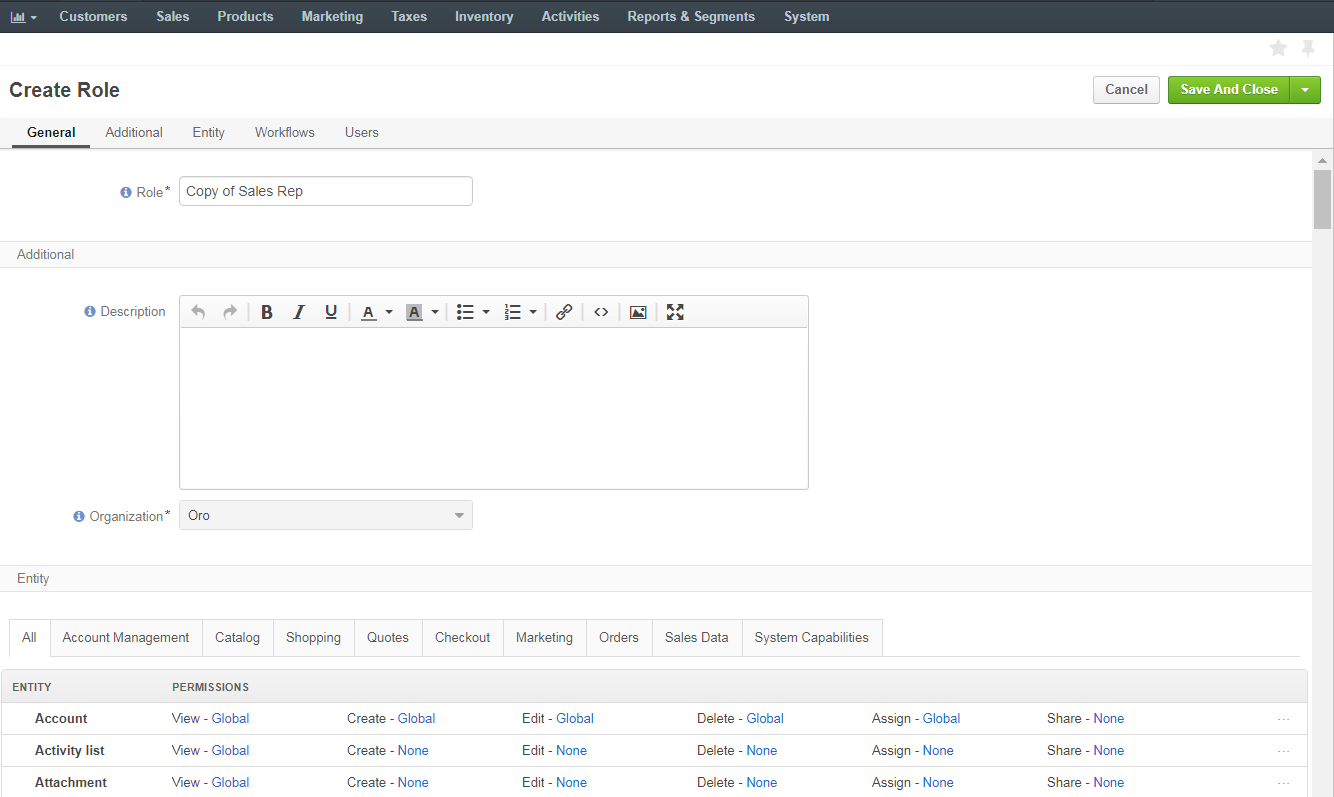 Customers Sales Products Marketing Taxes Inventory Activities Reports & Segments System
Create Role
Cancel Save And Close
General Additional Entity Workflows Users
Role* Copy of Sales Rep
Additional
Description B I U A A
Organization* Oro
Entity
All Account Management Catalog Shopping Quotes Checkout Marketing Orders Sales Data System Capabilities
ENTITY PERMISSIONS
Account View - Global Create - Global Edit - Global Delete - Global Assign - Global Share - None ...
Activity list View - Global Create - None Edit - None Delete - None Assign - None Share - None ...
Attachment View - Global Create - None Edit - None Delete - None Assign - None Share - None ...